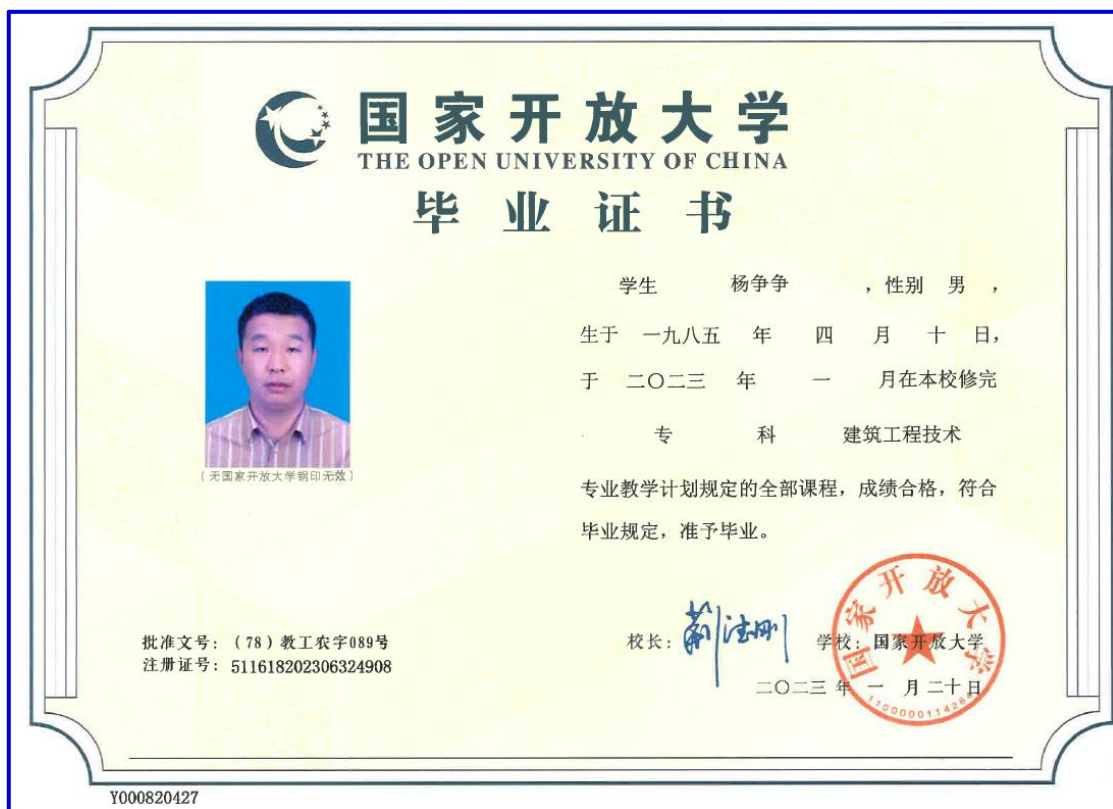 国家开放大学
THE OPEN UNIVERSITY OF CHINA
毕业证书
学生 杨争争 ，性别 男 ，
生于 一九八五 年 四 月 十 日，
于 二〇二三 年 一 月在本校修完
专 科 建筑工程技术
专业教学计划规定的全部课程，成绩合格，符合
毕业规定，准予毕业。
(无国家开放大学钢印无效)
批准文号：（78）教工农字089号
注册证号：511618202306324908
校长：荆德刚 学校：国家开放大学
二〇二三 年 一 月二十日
国家开放大学
Y000820427